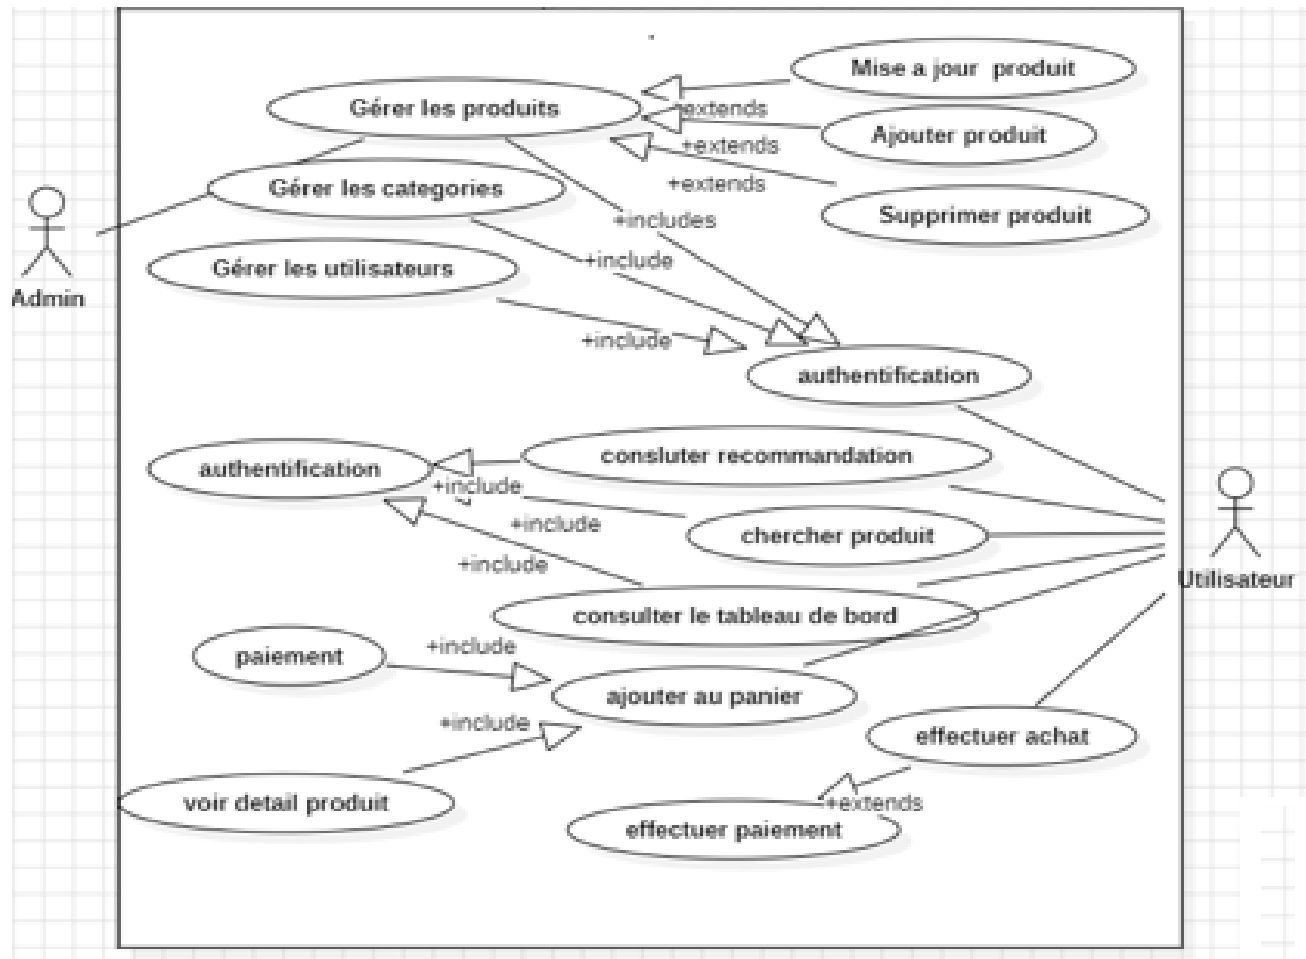 Mise a jour  produit
Gérer les produits
+extends
Ajouter produit
+extends
Gérer les categories
+extends
Supprimer produit
+includes
+include
Gérer les utilisateurs
Admin
+include
authentification
consluter recommandation
authentification
+include
+include
chercher produit
+include
Utilisateur
consulter le tableau de bord
+include
paiement
ajouter au panier
+include
effectuer achat
voir detail produit
+extends
effectuer paiement